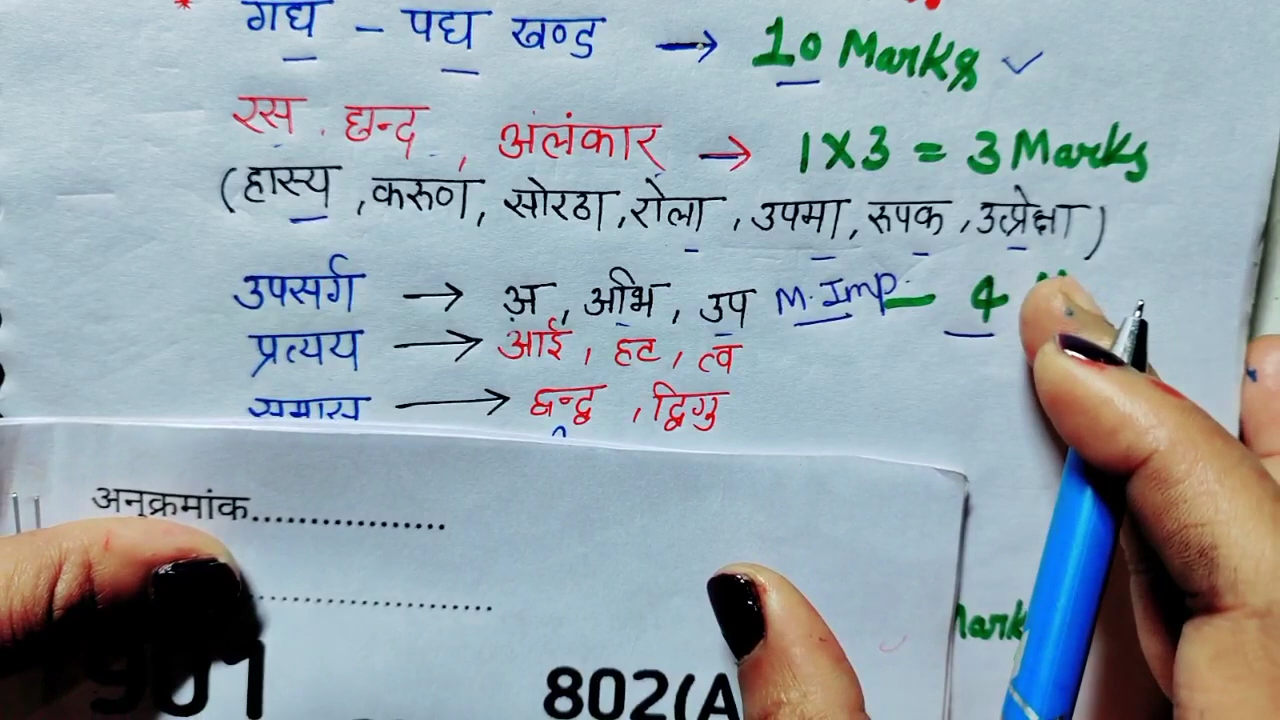 * गद्य - पद्य खण्ड → 10 Marks ✓
रस, छन्द, अलंकार → 1X3 = 3 Marks
(हास्य, करुण, सोरठा, रोला, उपमा, रुपक, उत्प्रेक्षा)
उपसर्ग → अ, अभि, उप M. Imp. - 4
प्रत्यय → आई, हट, त्व
समास → द्वन्द्व, द्विगु
अनुक्रमांक................
Mark
901
802(A